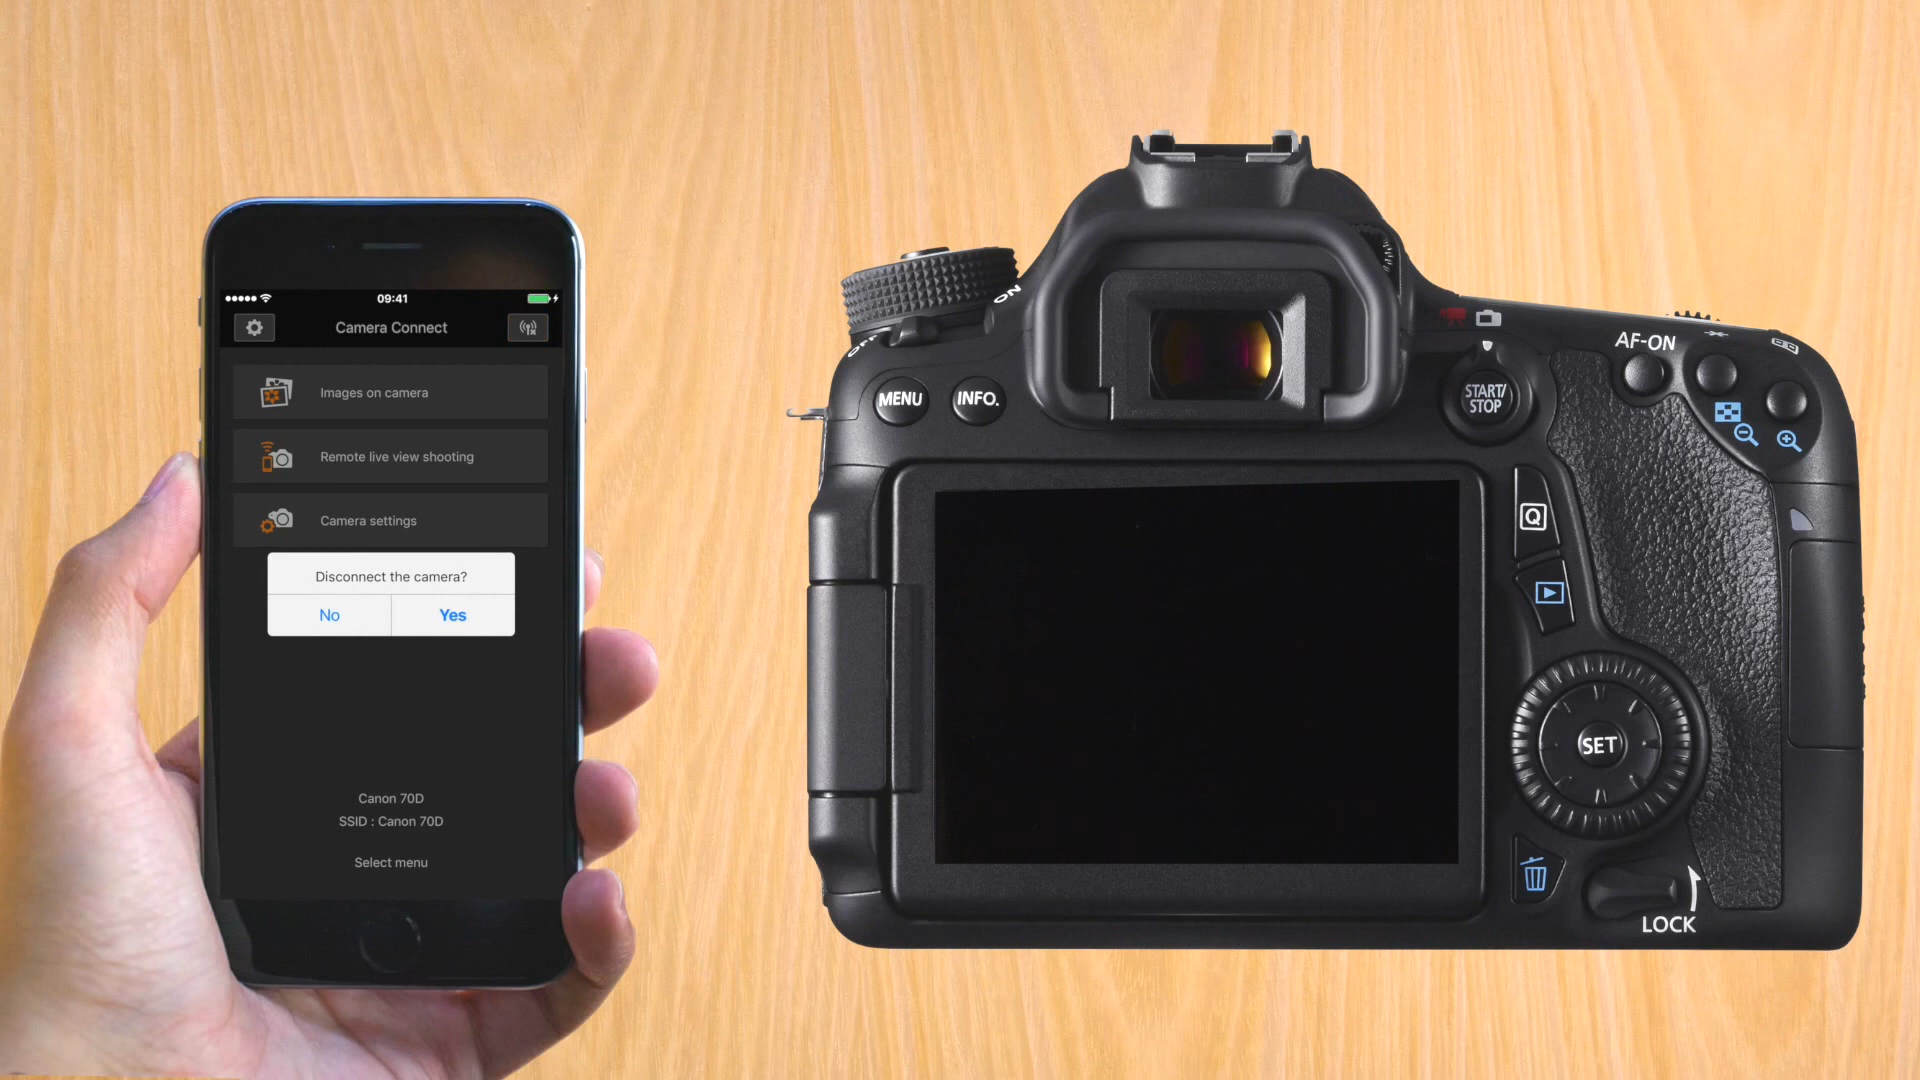 09:41
Camera Connect
Images on camera
Remote live view shooting
Camera settings
Disconnect the camera?
No
Yes
Canon 70D
SSID : Canon 70D
Select menu
ON
OFF
MENU
INFO.
START/
STOP
AF-ON
Q
SET
LOCK